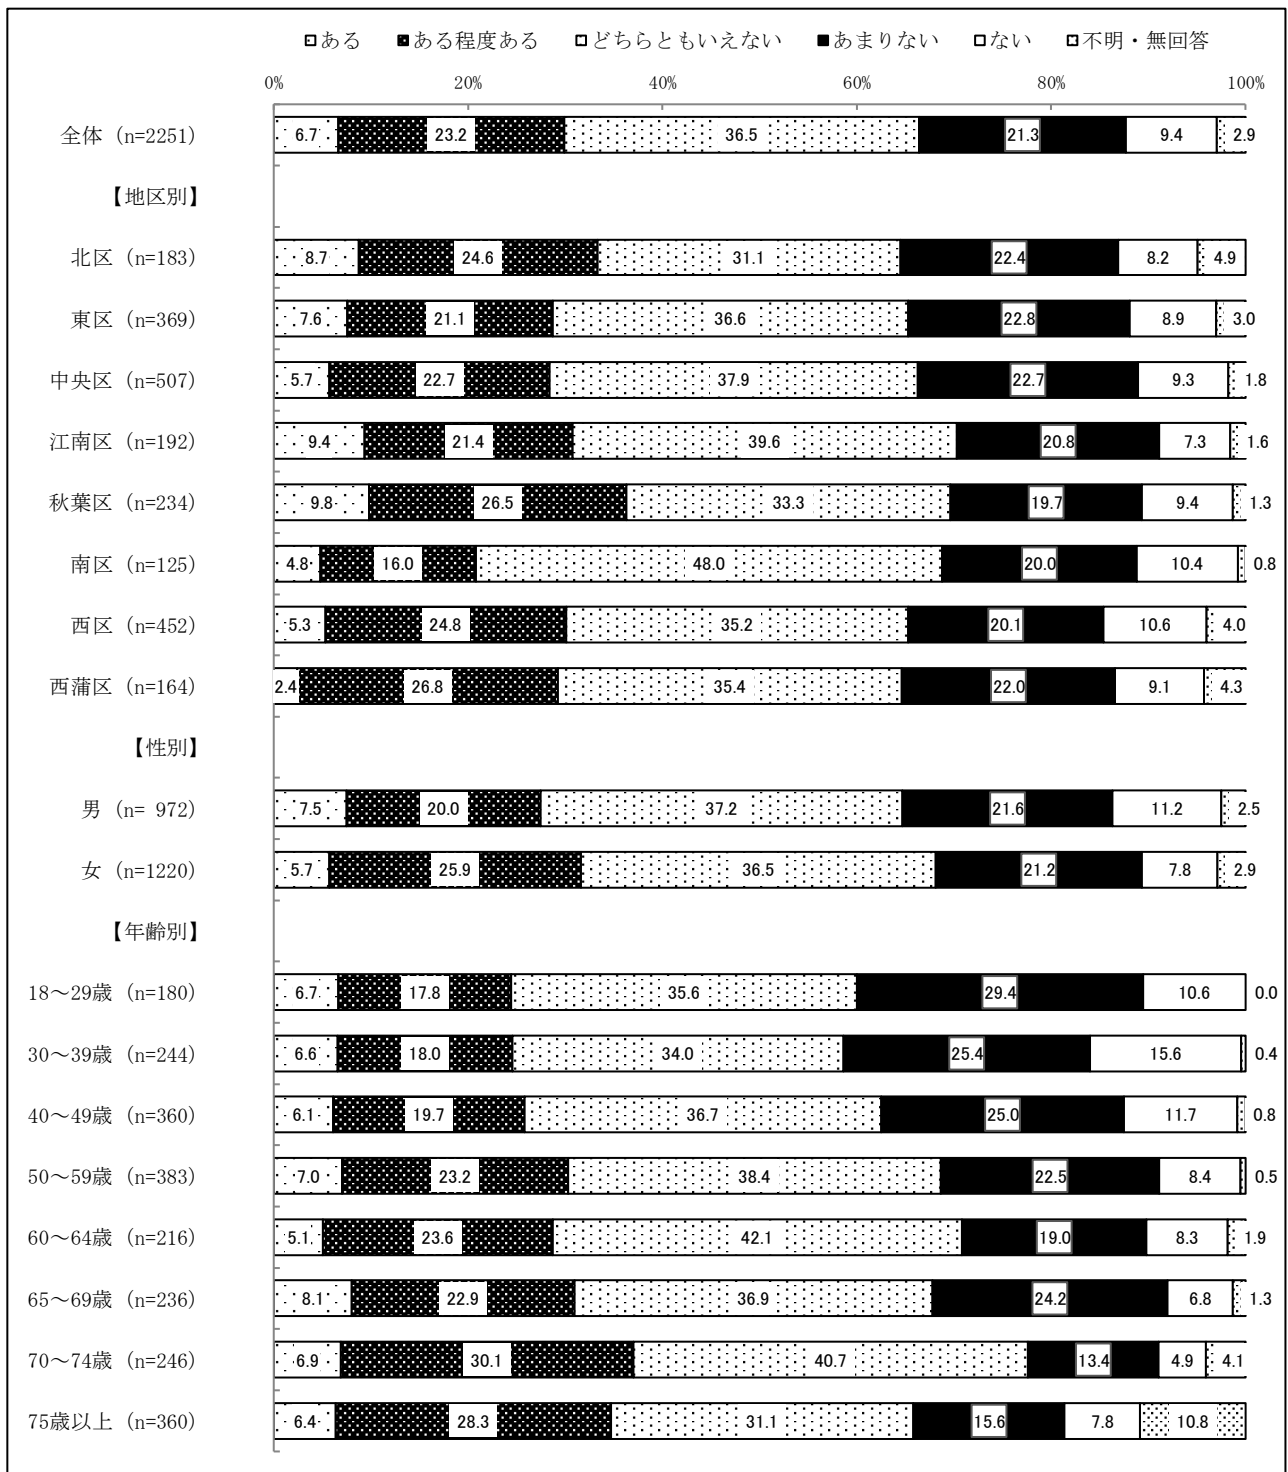 ある ある程度ある どちらともいえない あまりない ない 不明・無回答
0% 20% 40% 60% 80% 100%
全体 (n=2251) 6.7 23.2 36.5 21.3 9.4 2.9
【地区別】
北区 (n=183) 8.7 24.6 31.1 22.4 8.2 4.9
東区 (n=369) 7.6 21.1 36.6 22.8 8.9 3.0
中央区 (n=507) 5.7 22.7 37.9 22.7 9.3 1.8
江南区 (n=192) 9.4 21.4 39.6 20.8 7.3 1.6
秋葉区 (n=234) 9.8 26.5 33.3 19.7 9.4 1.3
南区 (n=125) 4.8 16.0 48.0 20.0 10.4 0.8
西区 (n=452) 5.3 24.8 35.2 20.1 10.6 4.0
西蒲区 (n=164) 2.4 26.8 35.4 22.0 9.1 4.3
【性別】
男 (n= 972) 7.5 20.0 37.2 21.6 11.2 2.5
女 (n=1220) 5.7 25.9 36.5 21.2 7.8 2.9
【年齢別】
18～29歳 (n=180) 6.7 17.8 35.6 29.4 10.6 0.0
30～39歳 (n=244) 6.6 18.0 34.0 25.4 15.6 0.4
40～49歳 (n=360) 6.1 19.7 36.7 25.0 11.7 0.8
50～59歳 (n=383) 7.0 23.2 38.4 22.5 8.4 0.5
60～64歳 (n=216) 5.1 23.6 42.1 19.0 8.3 1.9
65～69歳 (n=236) 8.1 22.9 36.9 24.2 6.8 1.3
70～74歳 (n=246) 6.9 30.1 40.7 13.4 4.9 4.1
75歳以上 (n=360) 6.4 28.3 31.1 15.6 7.8 10.8